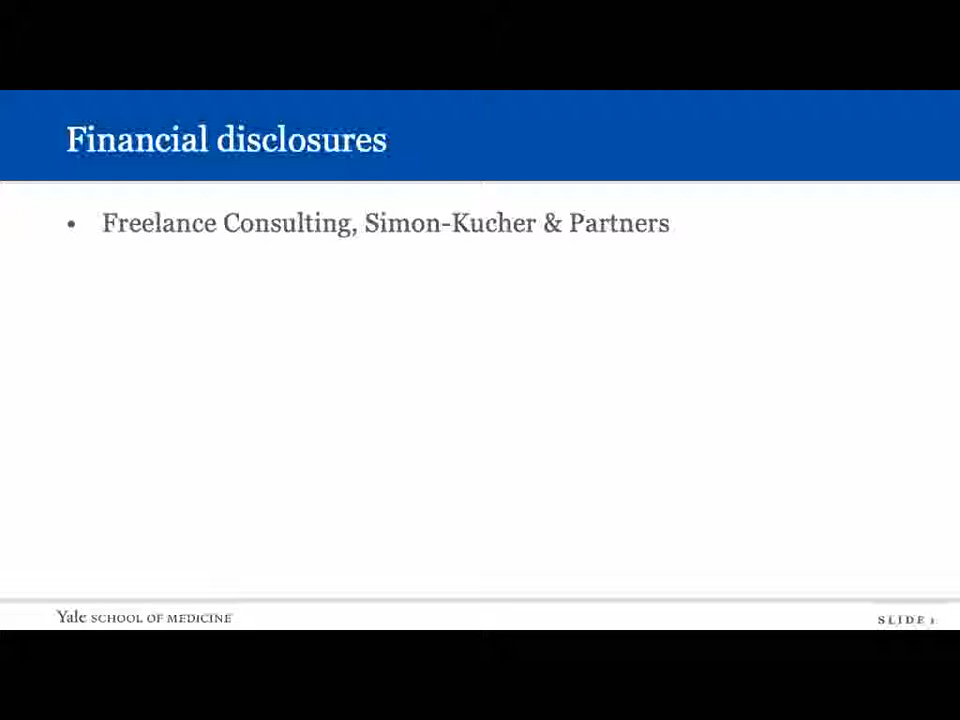 Financial disclosures
• Freelance Consulting, Simon-Kucher & Partners
Yale SCHOOL OF MEDICINE
SLIDE